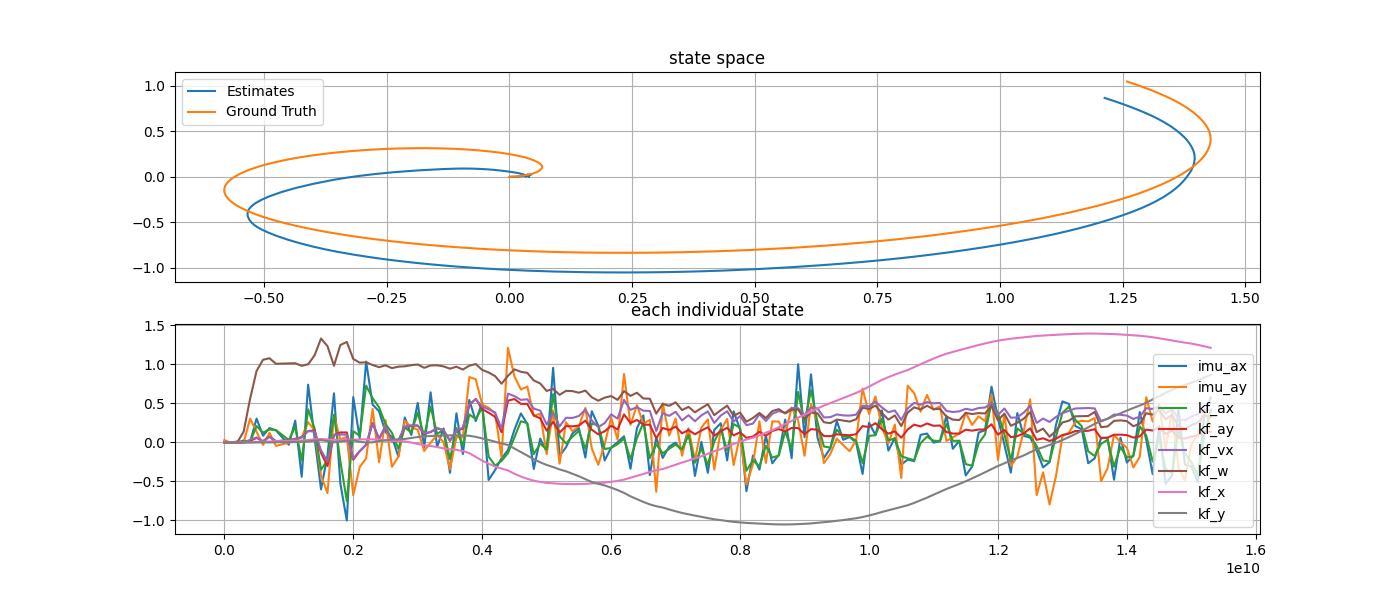 state space
1.0
0.5
0.0
−0.5
−1.0
Estimates
Ground Truth
−0.50
−0.25
0.00
0.25
0.50
0.75
1.00
1.25
1.50
each individual state
1.5
1.0
0.5
0.0
−0.5
−1.0
imu_ax
imu_ay
kf_ax
kf_ay
kf_vx
kf_w
kf_x
kf_y
0.0
0.2
0.4
0.6
0.8
1.0
1.2
1.4
1.6
1e10